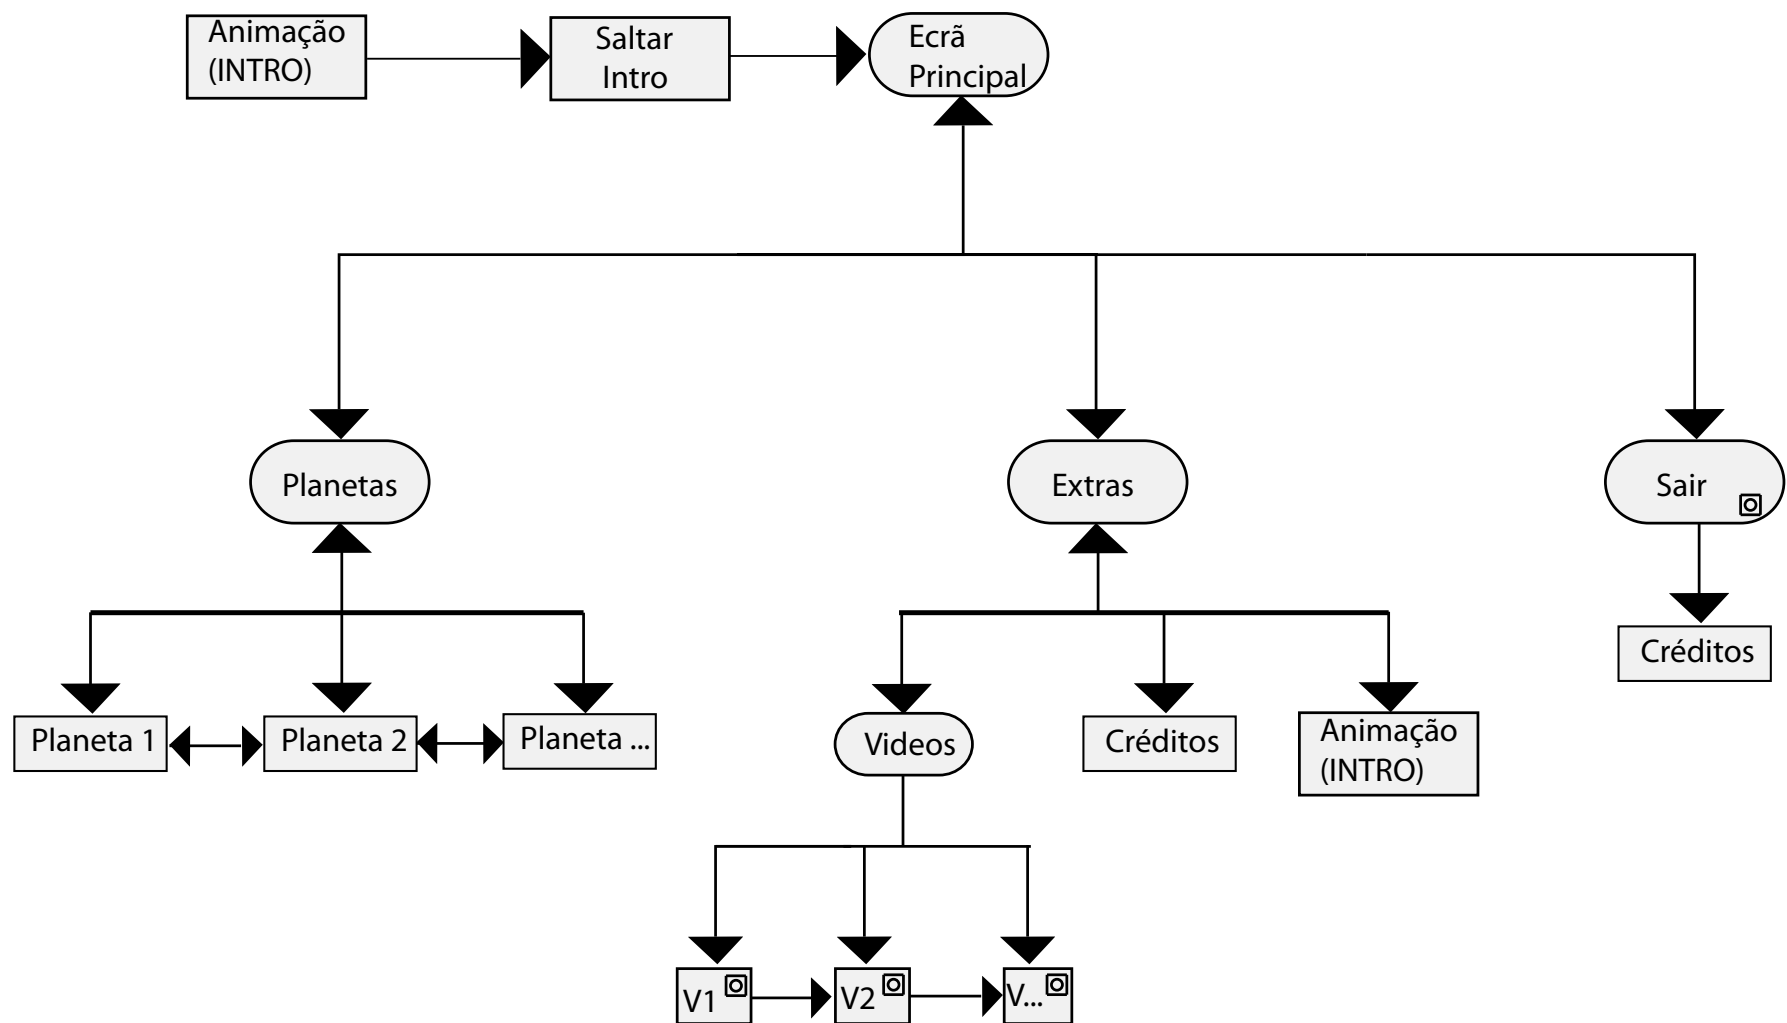 Animação
(INTRO)
Saltar
Intro
Ecrã
Principal
Planetas
Extras
Sair
Créditos
Planeta 1
Planeta 2
Planeta ...
Videos
Créditos
Animação
(INTRO)
V1
V2
V...